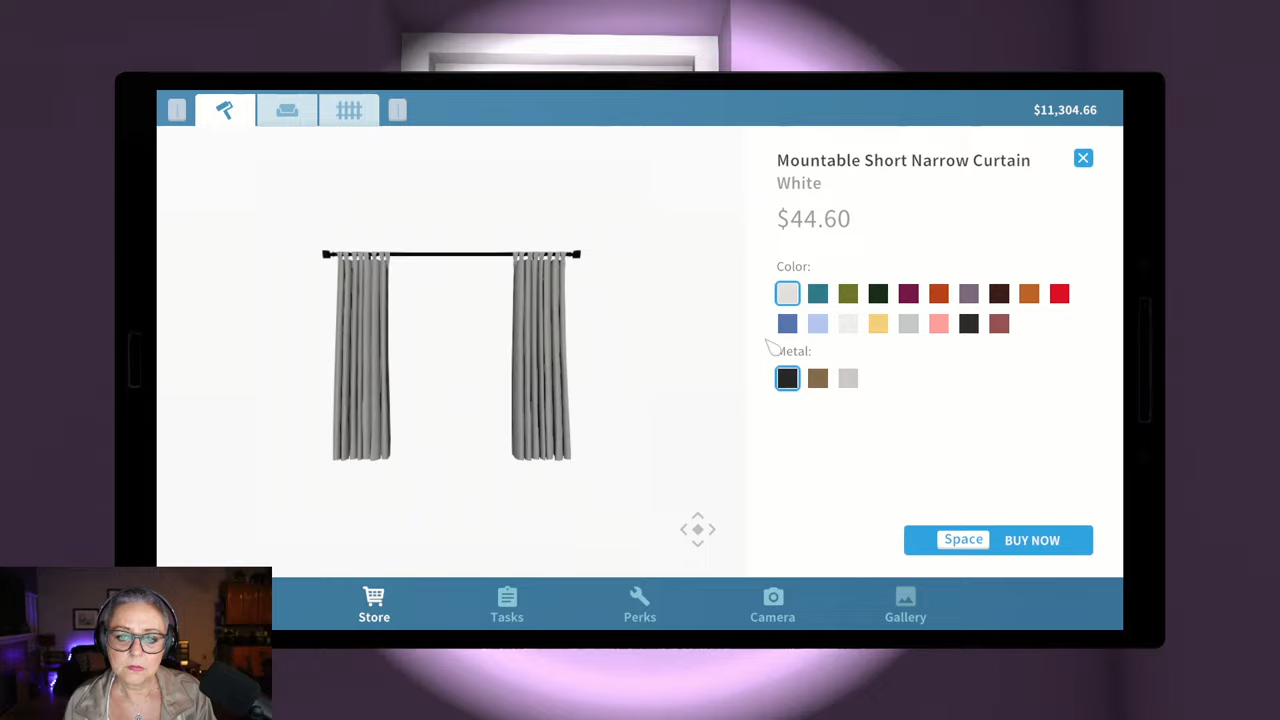 $11,304.66
Mountable Short Narrow Curtain
White
$44.60
Color:
Metal:
Space BUY NOW
Store Tasks Perks Camera Gallery